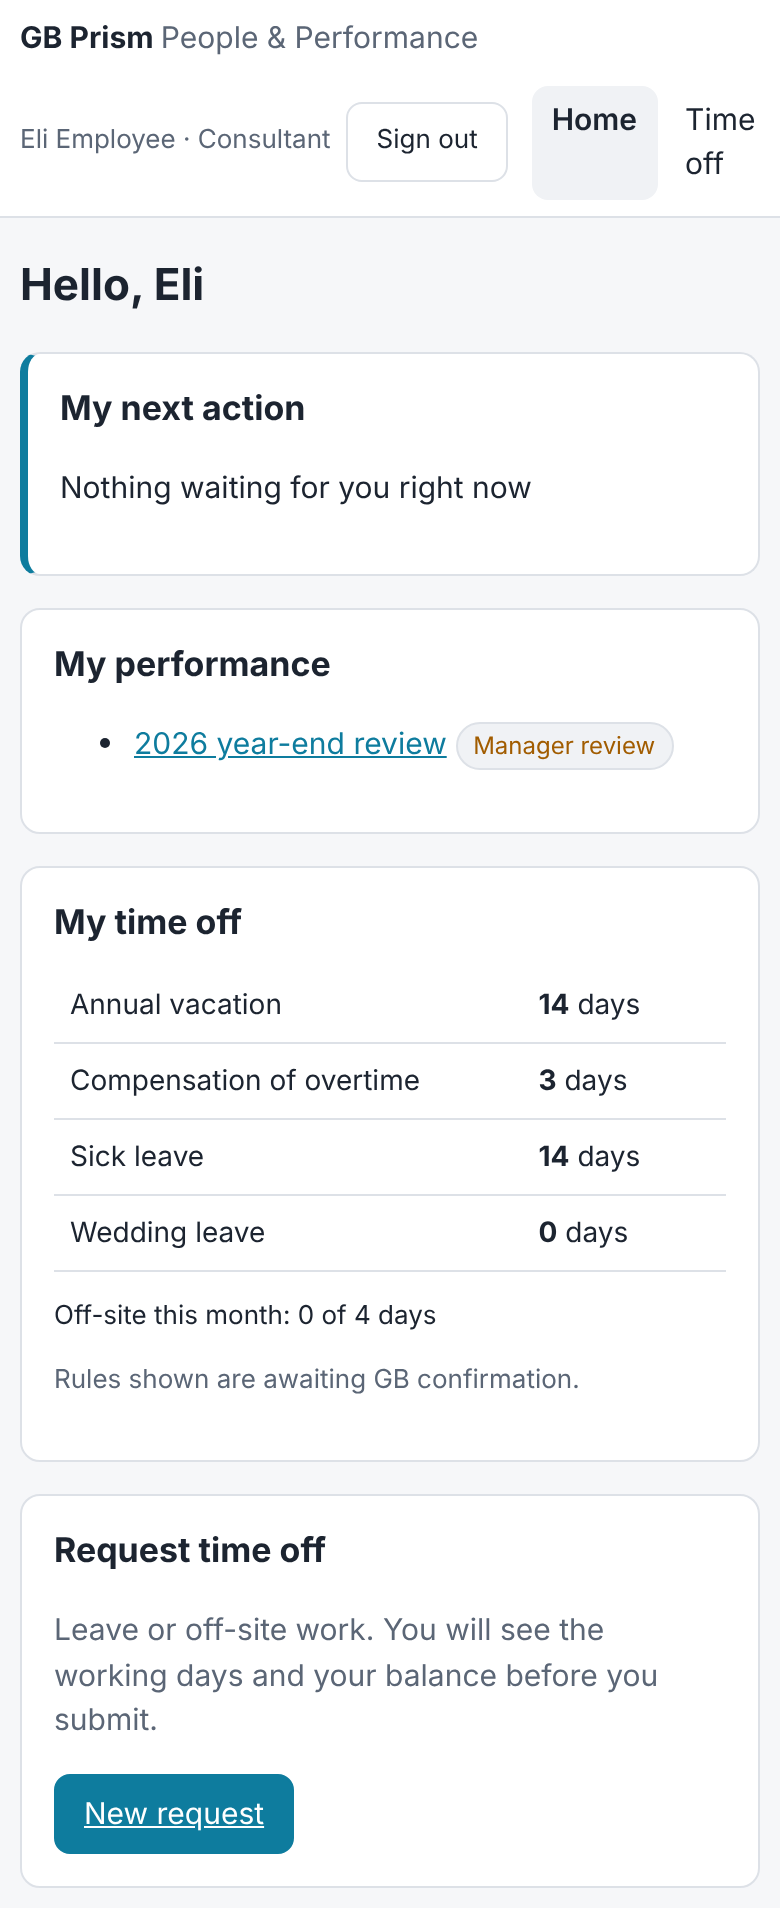 GB Prism People & Performance
Eli Employee · Consultant
Sign out
Home
Time
off
Hello, Eli
My next action
Nothing waiting for you right now
My performance
• 2026 year-end review Manager review
My time off
Annual vacation 14 days
Compensation of overtime 3 days
Sick leave 14 days
Wedding leave 0 days
Off-site this month: 0 of 4 days
Rules shown are awaiting GB confirmation.
Request time off
Leave or off-site work. You will see the
working days and your balance before you
submit.
New request